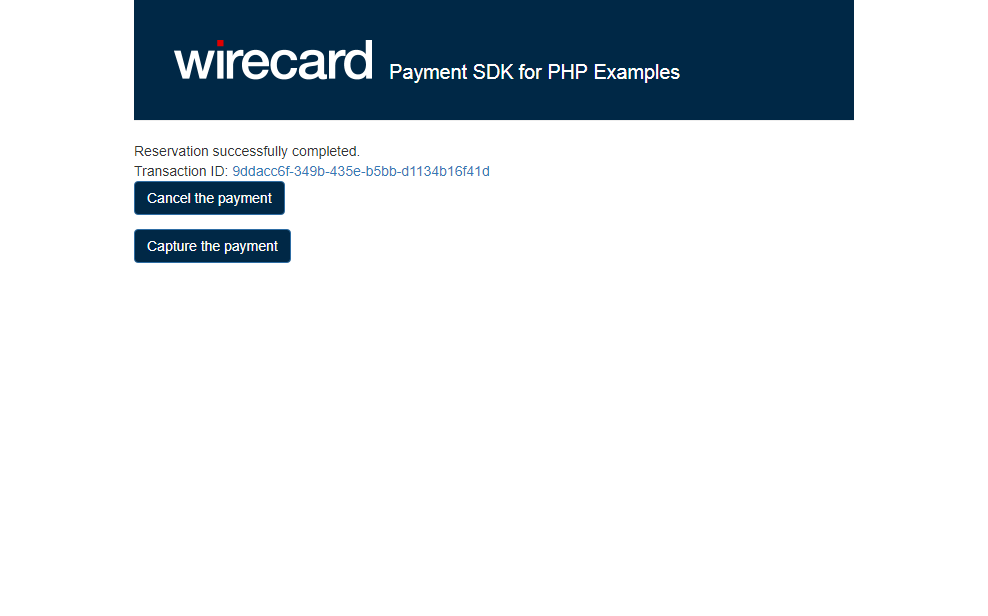 wirecard Payment SDK for PHP Examples
Reservation successfully completed.
Transaction ID: 9ddacc6f-349b-435e-b5bb-d1134b16f41d
Cancel the payment
Capture the payment